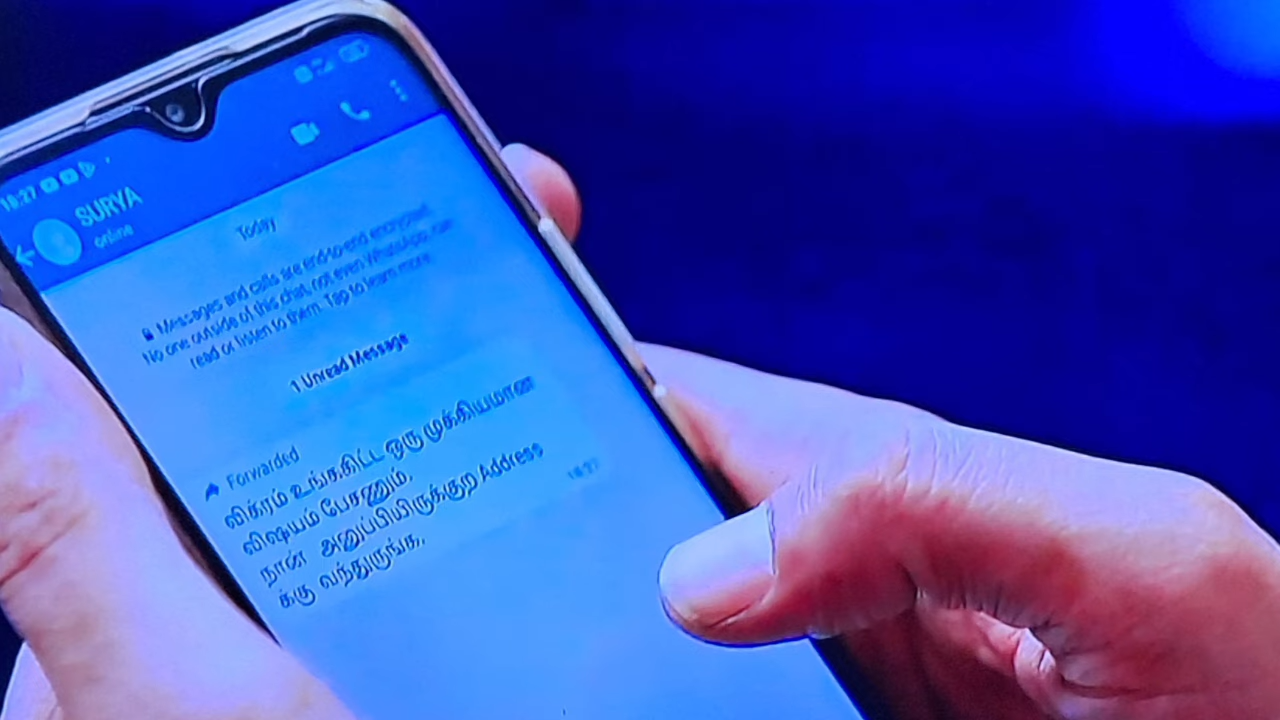 18:27
SURYA
online
Today
Messages and calls are end-to-end encrypted.
No one outside of this chat, not even WhatsApp, can
read or listen to them. Tap to learn more.
1 Unread Message
Forwarded
விக்ரம் உங்ககிட்ட ஒரு முக்கியமான
விஷயம் பேசணும்.
நான் அனுப்பியிருக்குற Address
க்கு வந்துருங்க.
18:27